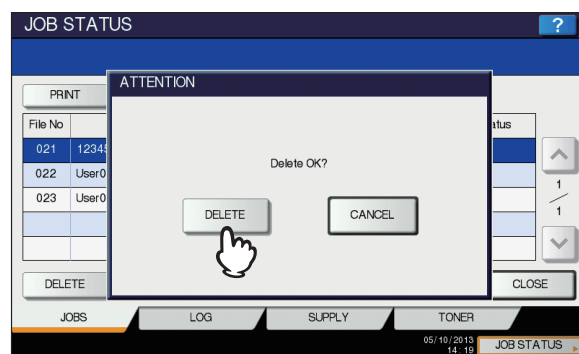 JOB STATUS ?
ATTENTION
PRINT
File No atus
021 12345
022 User0
023 User0
Delete OK?
DELETE CANCEL
1
1
DELETE CLOSE
JOBS LOG SUPPLY TONER
05/10/2013
14:19
JOB STATUS